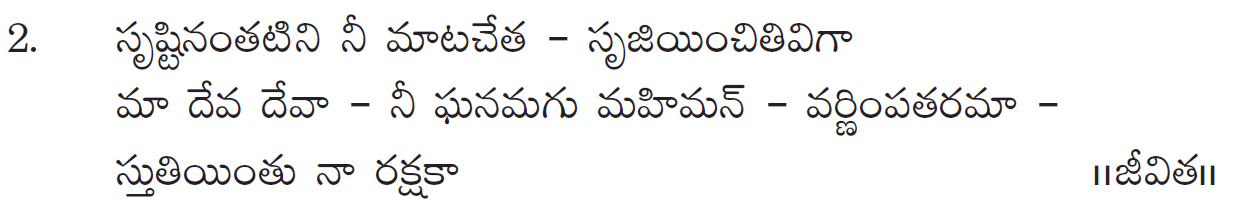 2. సృష్టినంతటిని నీ మాటచేత – సృజియించితివిగా
మా దేవ దేవా – నీ ఘనమగు మహిమన్ – వర్ణింపతరమా –
స్తుతియింతు నా రక్షకా ॥జీవిత॥